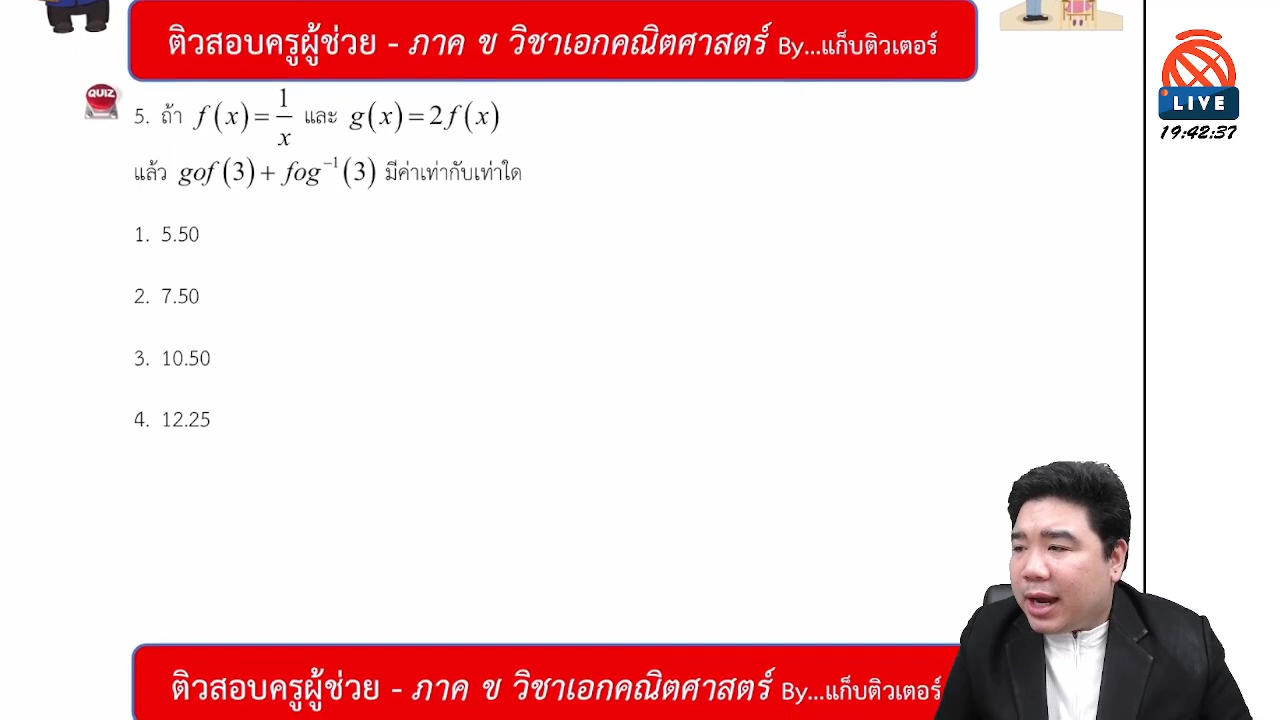 ติวสอบครูผู้ช่วย - ภาค ข วิชาเอกคณิตศาสตร์ By...แก็บติวเตอร์
LIVE
19:42:37
QUIZ
5. ถ้า f(x) = 1/x และ g(x) = 2f(x)
แล้ว gof(3) + fog⁻¹(3) มีค่าเท่ากับเท่าใด
1. 5.50
2. 7.50
3. 10.50
4. 12.25
ติวสอบครูผู้ช่วย - ภาค ข วิชาเอกคณิตศาสตร์ By...แก็บติวเตอร์